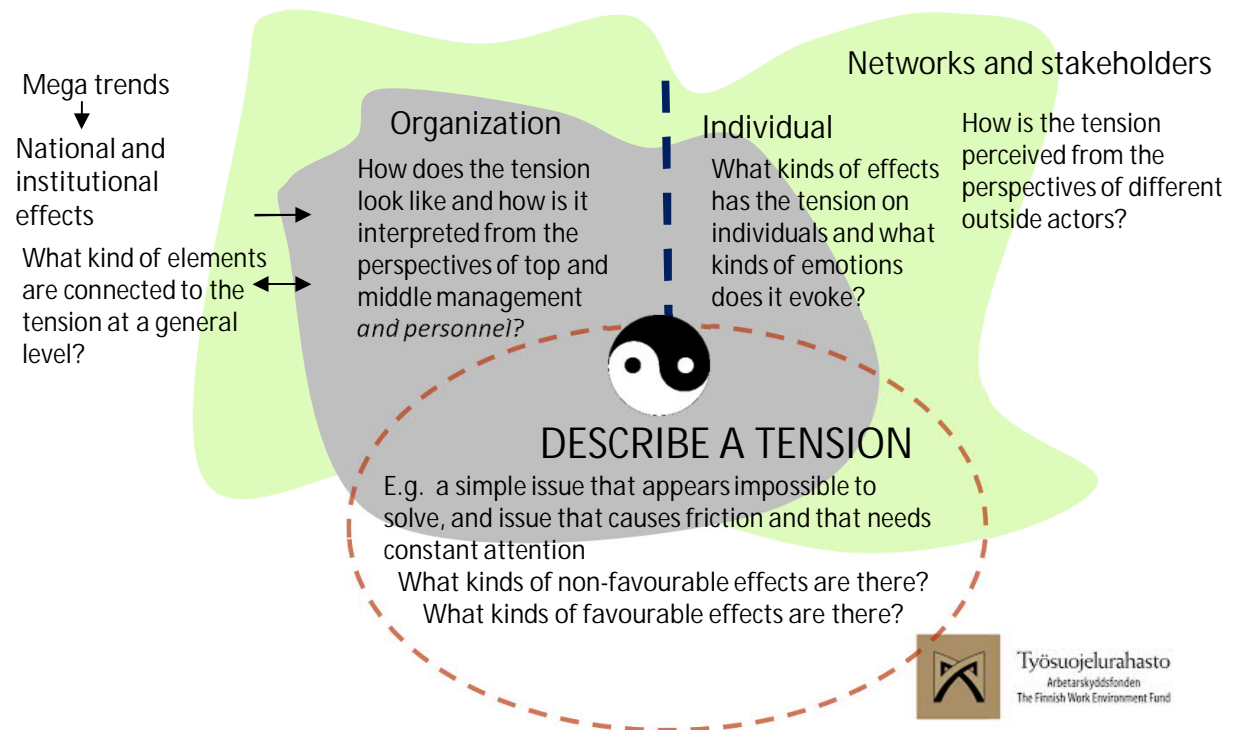 Mega trends
National and
institutional
effects
What kind of elements
are connected to the
tension at a general
level?
Organization
How does the tension
look like and how is it
interpreted from the
perspectives of top and
middle management
and personnel?
Individual
What kinds of effects
has the tension on
individuals and what
kinds of emotions
does it evoke?
Networks and stakeholders
How is the tension
perceived from the
perspectives of different
outside actors?
DESCRIBE A TENSION
E.g. a simple issue that appears impossible to
solve, and issue that causes friction and that needs
constant attention
What kinds of non-favourable effects are there?
What kinds of favourable effects are there?
Työsuojelurahasto
Arbetarskyddsfonden
The Finnish Work Environment Fund